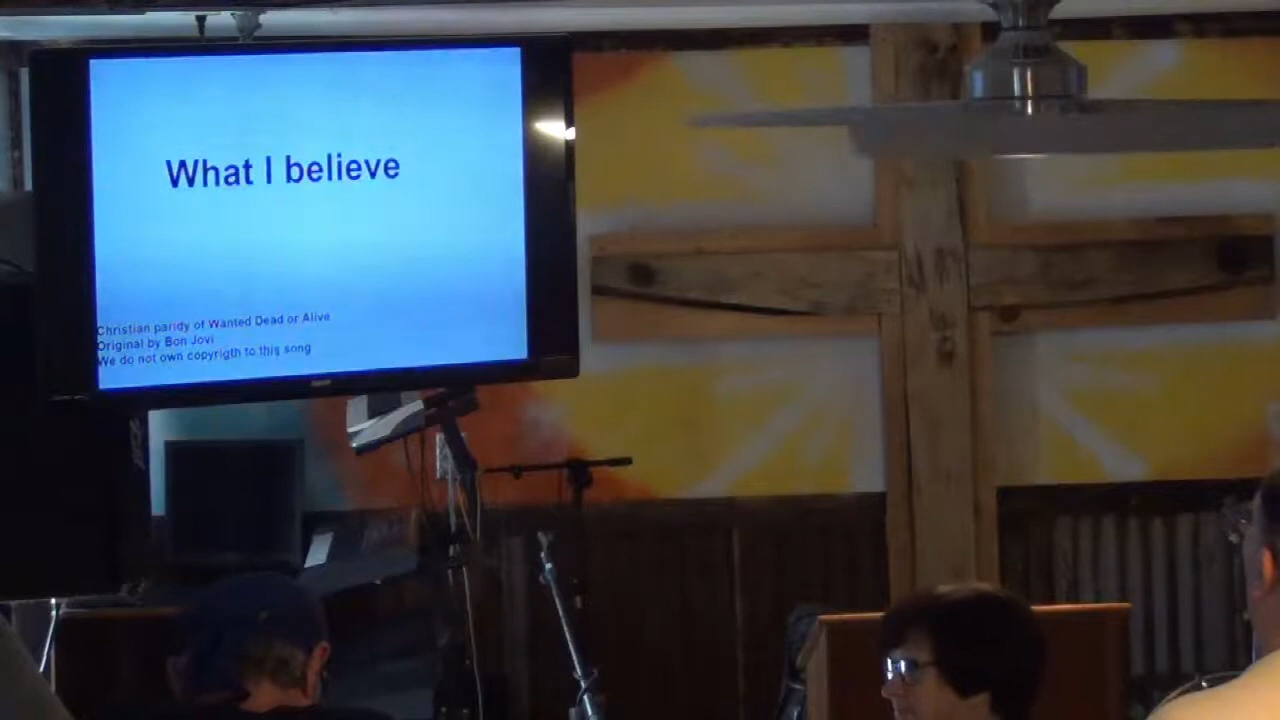 What I believe
Christian paridy of Wanted Dead or Alive
Original by Bon Jovi
We do not own copyrigth to this song